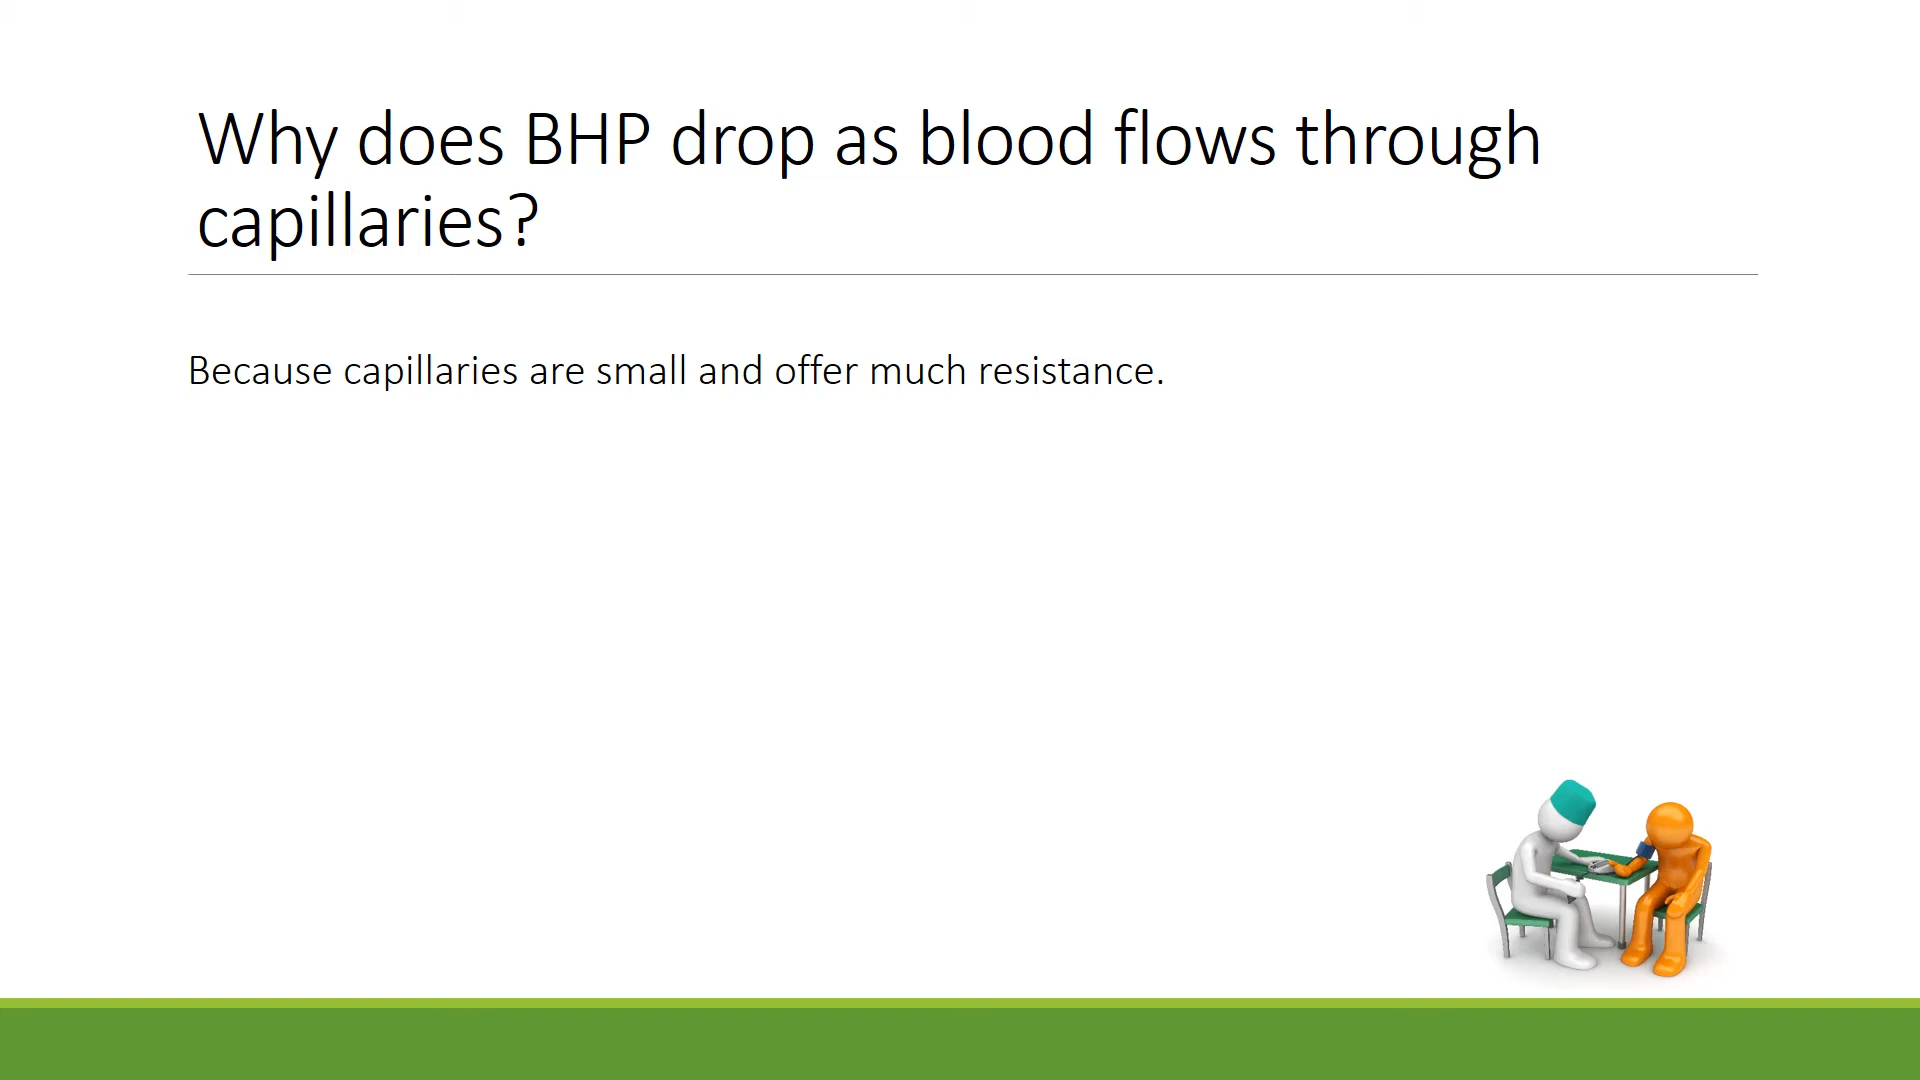 Why does BHP drop as blood flows through
capillaries?
Because capillaries are small and offer much resistance.